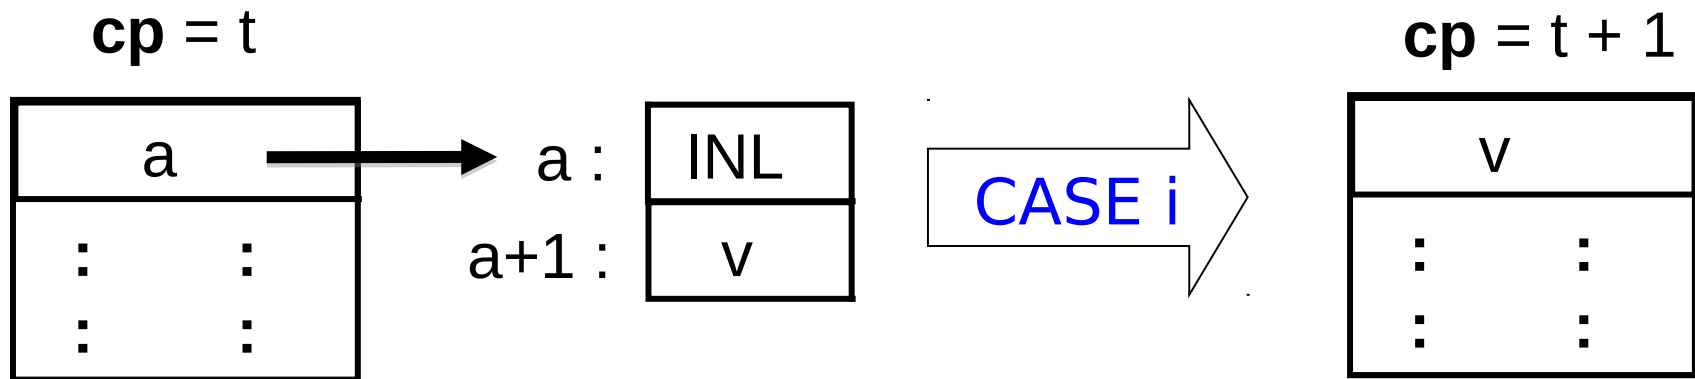 cp = t
cp = t + 1
a
a :
INL
v
a+1 :
v
CASE i
: :
: :
: :
: :